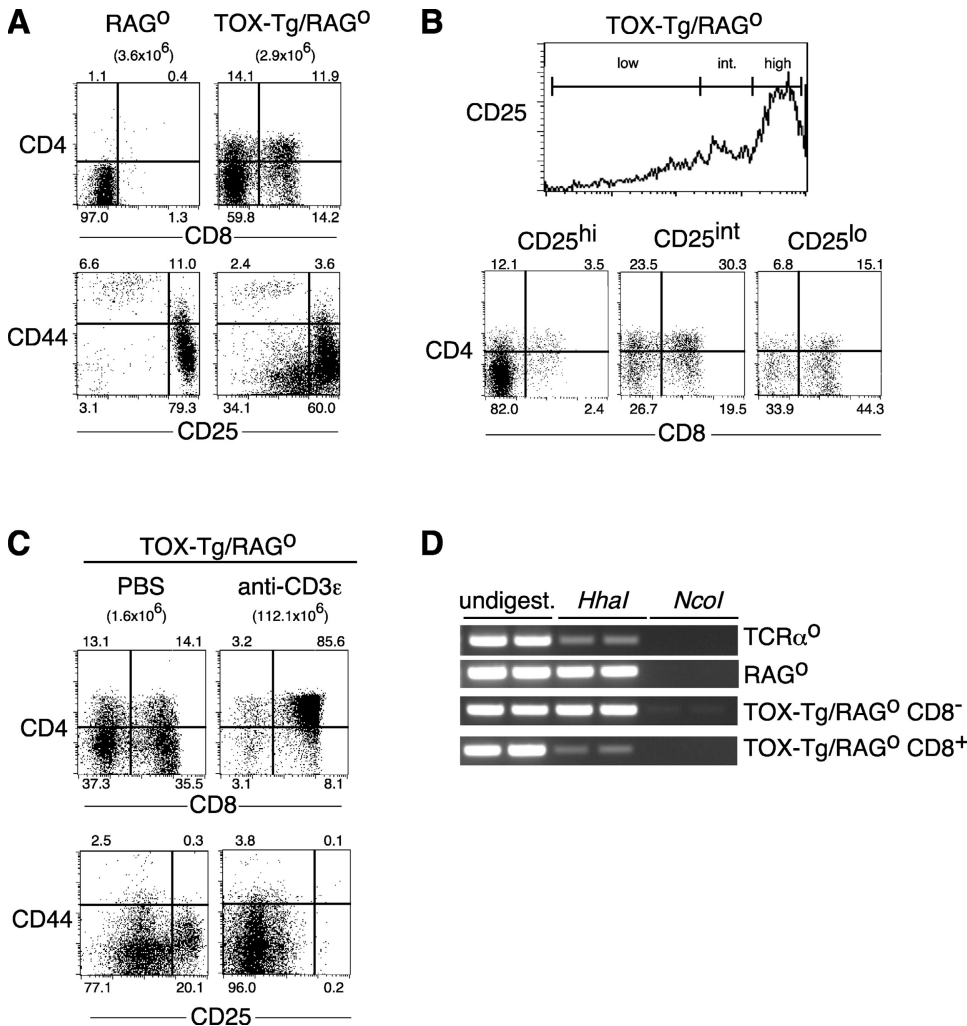 A
RAGo
TOX-Tg/RAGo
(3.6x106)
(2.9x106)
1.1 0.4
14.1 11.9
CD4
97.0 1.3
59.8 14.2
CD8
6.6 11.0
2.4 3.6
CD44
3.1 79.3
34.1 60.0
CD25
B
TOX-Tg/RAGo
low int. high
CD25
CD25hi
CD25int
CD25lo
12.1 3.5
23.5 30.3
6.8 15.1
CD4
82.0 2.4
26.7 19.5
33.9 44.3
CD8
C
TOX-Tg/RAGo
PBS
anti-CD3ε
(1.6x106)
(112.1x106)
13.1 14.1
3.2 85.6
CD4
37.3 35.5
3.1 8.1
CD8
2.5 0.3
3.8 0.1
CD44
77.1 20.1
96.0 0.2
CD25
D
undigest. HhaI NcoI
TCRαo
RAGo
TOX-Tg/RAGo CD8-
TOX-Tg/RAGo CD8+